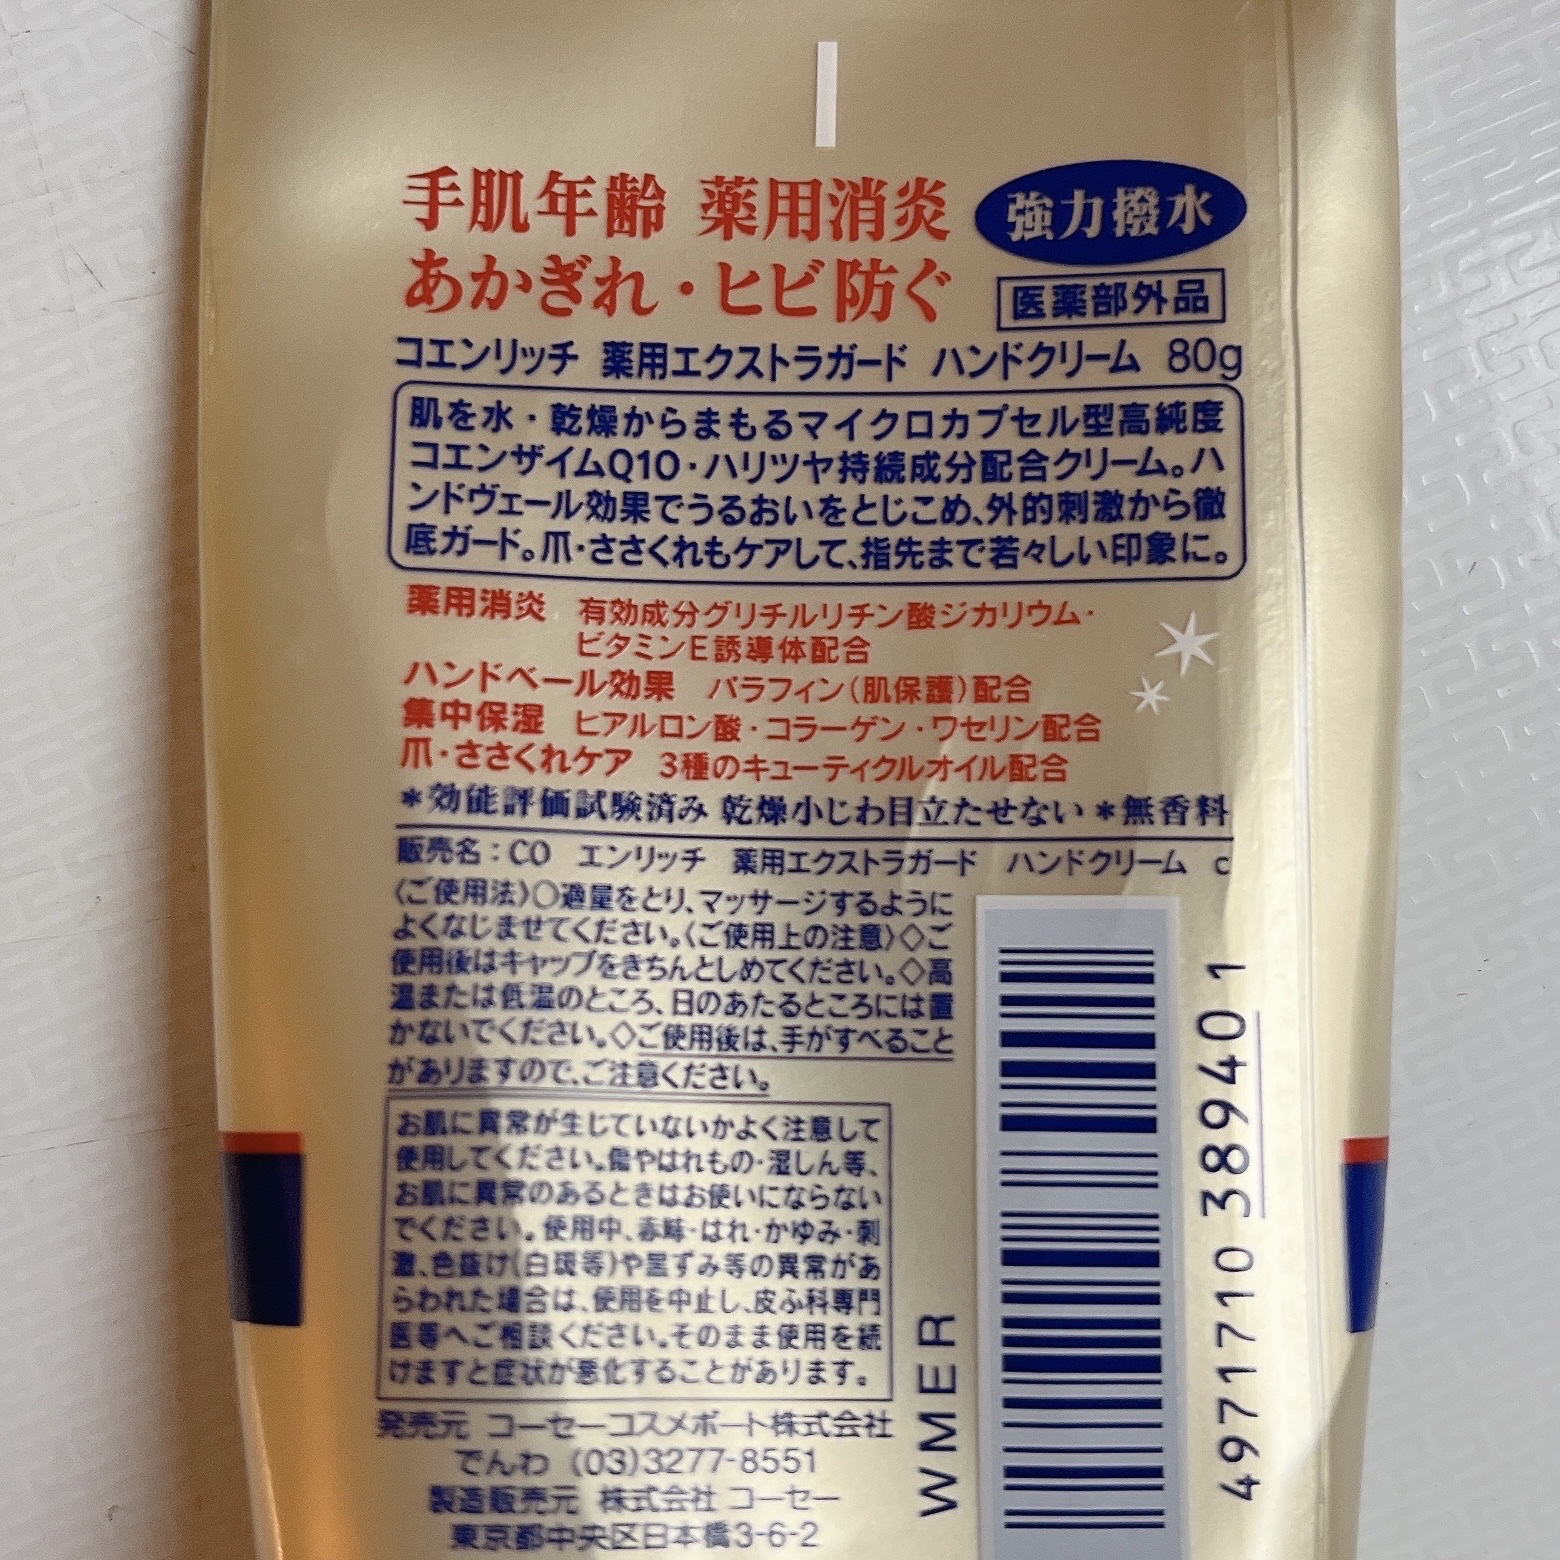 手肌年齢 薬用消炎 強力撥水
あかぎれ・ヒビ防ぐ 医薬部外品
コエンリッチ 薬用エクストラガード ハンドクリーム 80g
肌を水・乾燥からまもるマイクロカプセル型高純度
コエンザイムQ10・ハリツヤ持続成分配合クリーム。ハ
ンドヴェール効果でうるおいをとじこめ、外的刺激から徹
底ガード。爪・ささくれもケアして、指先まで若々しい印象に。
薬用消炎 有効成分グリチルリチン酸ジカリウム・
ビタミンE誘導体配合
ハンドベール効果 パラフィン(肌保護)配合
集中保湿 ヒアルロン酸・コラーゲン・ワセリン配合
爪・ささくれケア 3種のキューティクルオイル配合
*効能評価試験済み 乾燥小じわ目立たせない *無香料
販売名:CO エンリッチ 薬用エクストラガード ハンドクリーム c
〈ご使用法〉○適量をとり、マッサージするように
よくなじませてください。〈ご使用上の注意〉◇ご
使用後はキャップをきちんとしめてください。◇高
温または低温のところ、日のあたるところには置
かないでください。◇ご使用後は、手がすべること
がありますので、ご注意ください。
お肌に異常が生じていないかよく注意して
使用してください。傷やはれもの・湿しん等、
お肌に異常のあるときはお使いにならない
でください。使用中、赤味・はれ・かゆみ・刺
激、色抜け(白斑等)や黒ずみ等の異常があ
らわれた場合は、使用を中止し、皮ふ科専門
医等へご相談ください。そのまま使用を続
けますと症状が悪化することがあります。
発売元 コーセーコスメポート株式会社
でんわ (03)3277-8551
製造販売元 株式会社 コーセー
東京都中央区日本橋3-6-2
WMER
4971710 389401